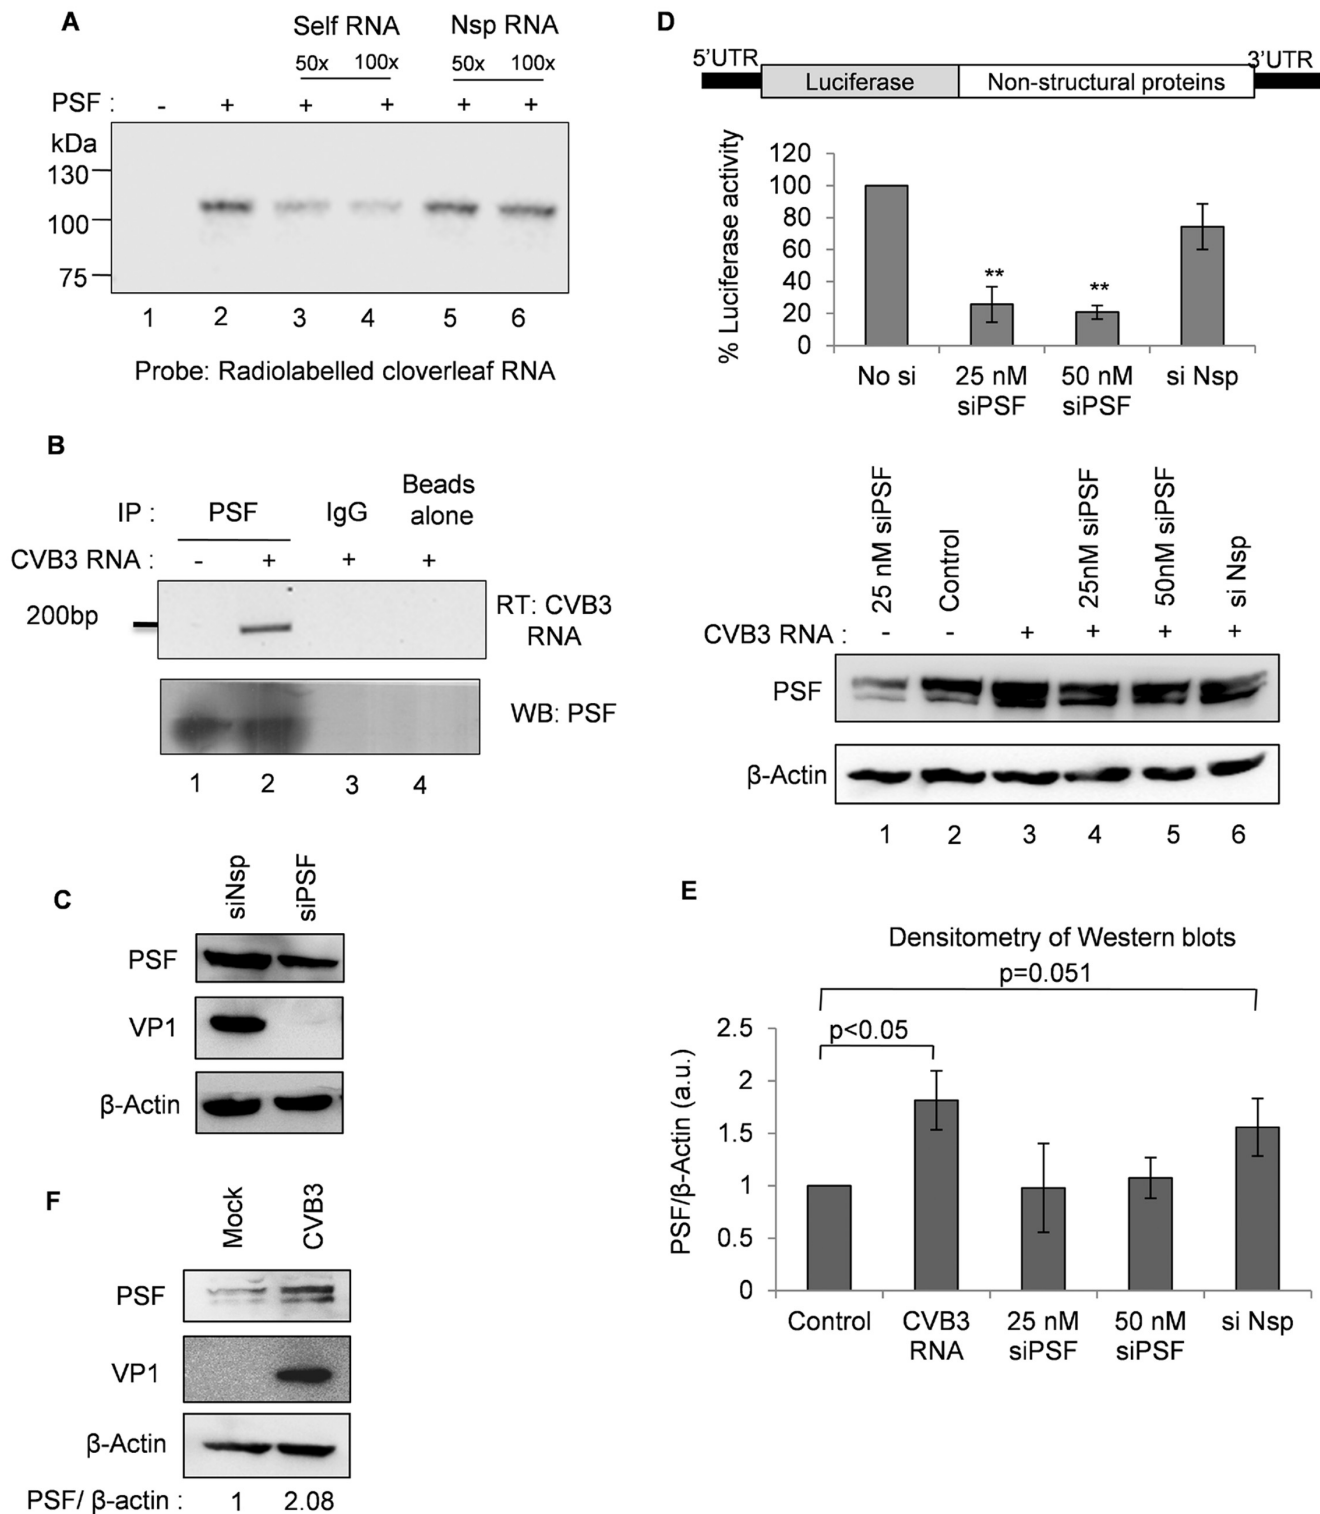 A
Self RNA Nsp RNA
50x 100x 50x 100x
PSF : - + + + + +
kDa
130
100
75
1 2 3 4 5 6
Probe: Radiolabelled cloverleaf RNA
B
IP : PSF IgG Beads alone
CVB3 RNA : - + + +
200bp
RT: CVB3
RNA
WB: PSF
1 2 3 4
C
siNsp siPSF
PSF
VP1
β-Actin
F
Mock CVB3
PSF
VP1
β-Actin
PSF/ β-actin : 1 2.08
D
5'UTR Luciferase Non-structural proteins 3'UTR
% Luciferase activity
120
100
80
60
40
20
0
** **
No si 25 nM siPSF 50 nM siPSF si Nsp
25 nM siPSF Control 25nM siPSF 50nM siPSF si Nsp
CVB3 RNA : - - + + + +
PSF
β-Actin
1 2 3 4 5 6
E
Densitometry of Western blots
p=0.051
p<0.05
PSF/β-Actin (a.u.)
2.5
2
1.5
1
0.5
0
Control CVB3 RNA 25 nM siPSF 50 nM siPSF si Nsp